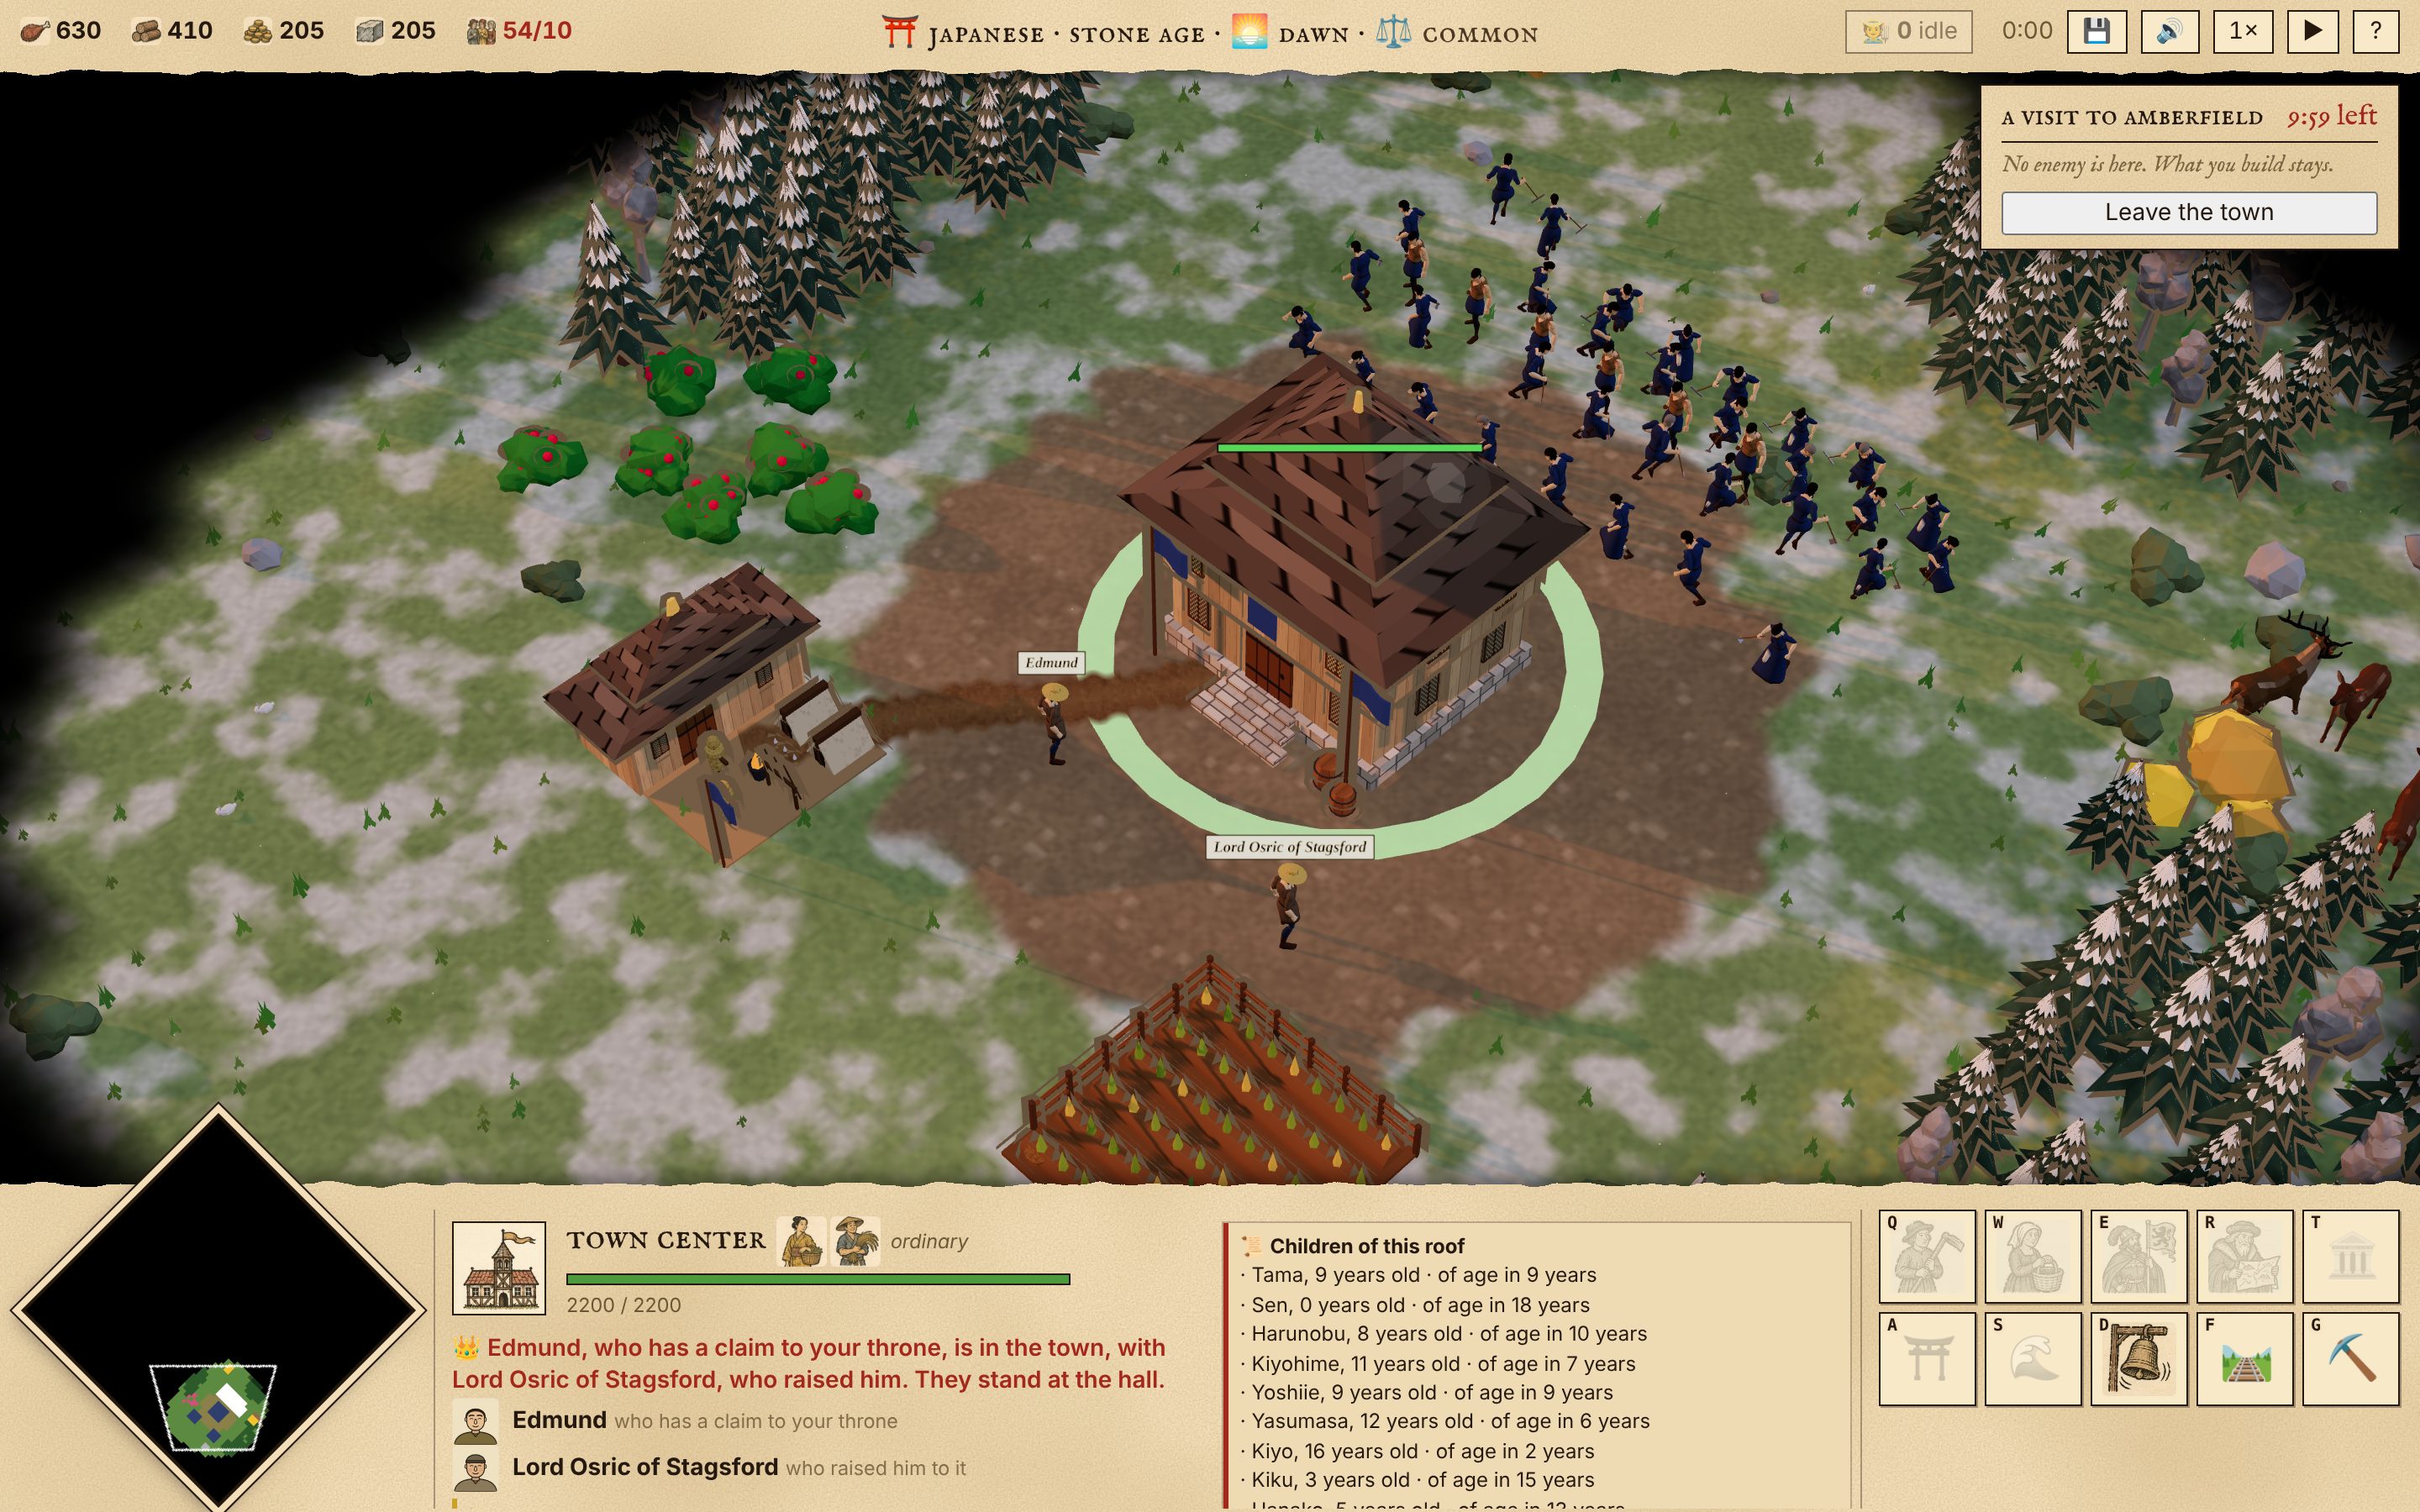 630 410 205 205 54/10
JAPANESE · STONE AGE · DAWN · COMMON
0 idle 0:00 1× ?
A VISIT TO AMBERFIELD 9:59 left
No enemy is here. What you build stays.
Leave the town
Edmund
Lord Osric of Stagsford
TOWN CENTER ordinary
2200 / 2200
Edmund, who has a claim to your throne, is in the town, with
Lord Osric of Stagsford, who raised him. They stand at the hall.
Edmund who has a claim to your throne
Lord Osric of Stagsford who raised him to it
Children of this roof
· Tama, 9 years old · of age in 9 years
· Sen, 0 years old · of age in 18 years
· Harunobu, 8 years old · of age in 10 years
· Kiyohime, 11 years old · of age in 7 years
· Yoshiie, 9 years old · of age in 9 years
· Yasumasa, 12 years old · of age in 6 years
· Kiyo, 16 years old · of age in 2 years
· Kiku, 3 years old · of age in 15 years
Q W E R T
A S D F G